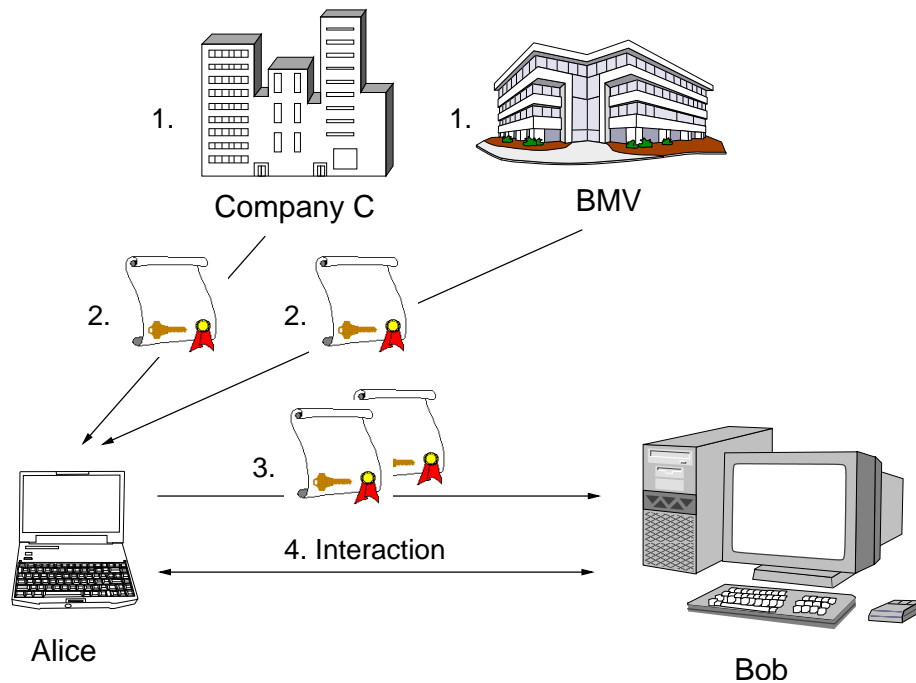 1.
1.
Company C
BMV
2.
2.
3.
4. Interaction
Alice
Bob